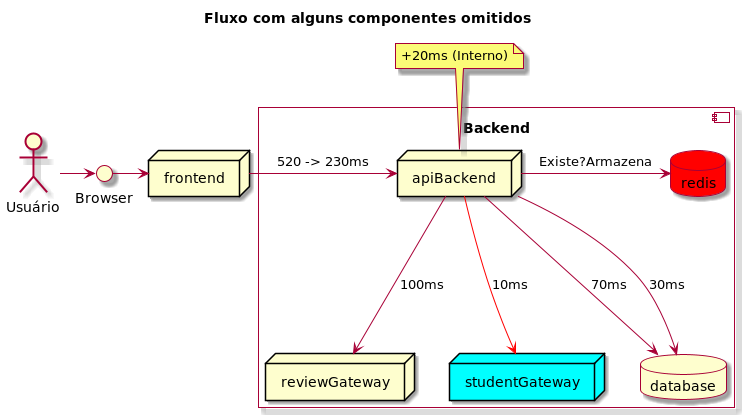 Fluxo com alguns componentes omitidos
+20ms (Interno)
Backend
Usuário
Browser
frontend
520 -> 230ms
apiBackend
Existe?Armazena
redis
100ms
10ms
70ms
30ms
reviewGateway
studentGateway
database